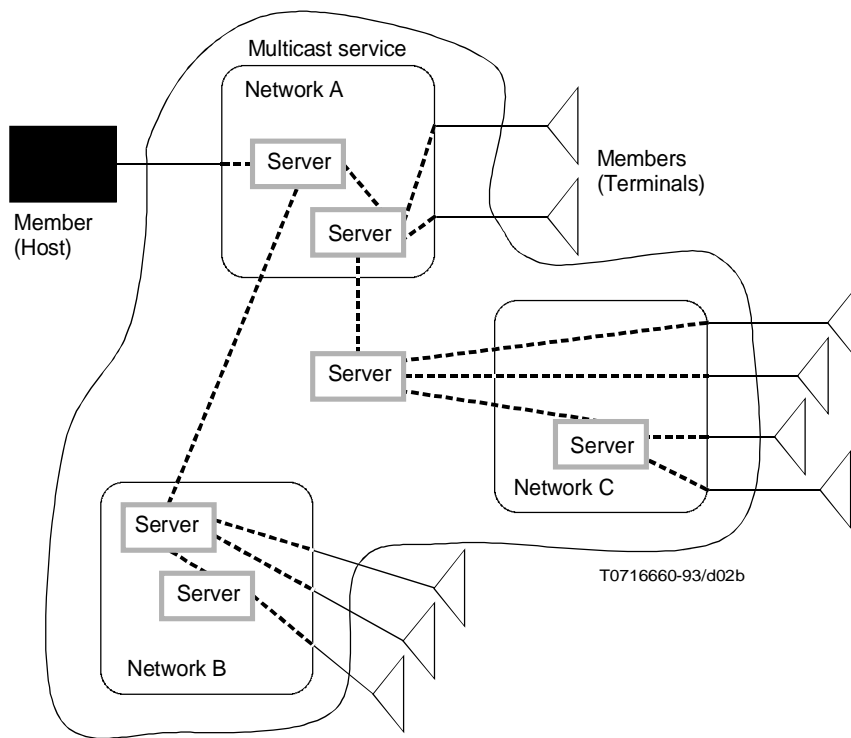 Multicast service
Network A
Server
Server
Members
(Terminals)
Member
(Host)
Server
Server
Network C
Server
Server
Network B
T0716660-93/d02b